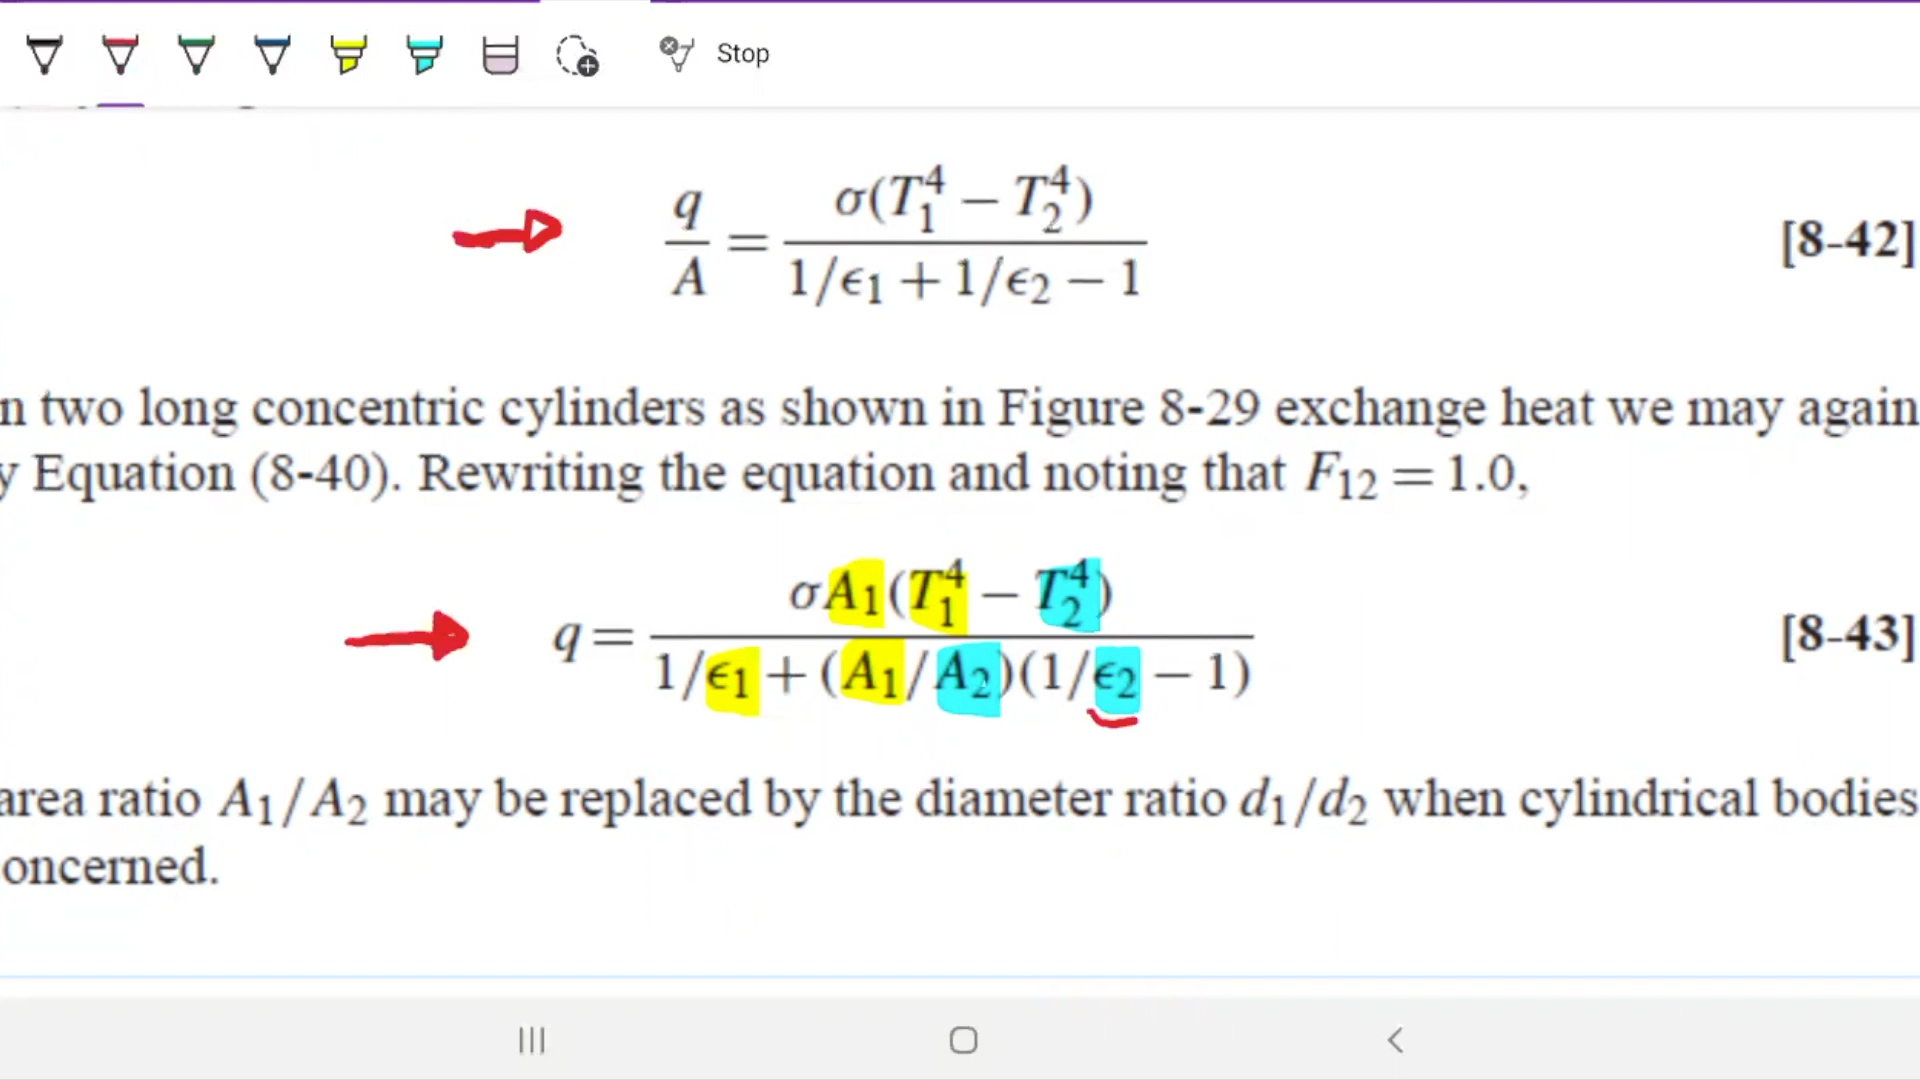 Stop
q/A = σ(T₁⁴ − T₂⁴) / (1/ϵ₁ + 1/ϵ₂ − 1) [8-42]
n two long concentric cylinders as shown in Figure 8-29 exchange heat we may again
y Equation (8-40). Rewriting the equation and noting that F₁₂ = 1.0,
q = σA₁(T₁⁴ − T₂⁴) / (1/ϵ₁ + (A₁/A₂)(1/ϵ₂ − 1)) [8-43]
area ratio A₁/A₂ may be replaced by the diameter ratio d₁/d₂ when cylindrical bodies
oncerned.